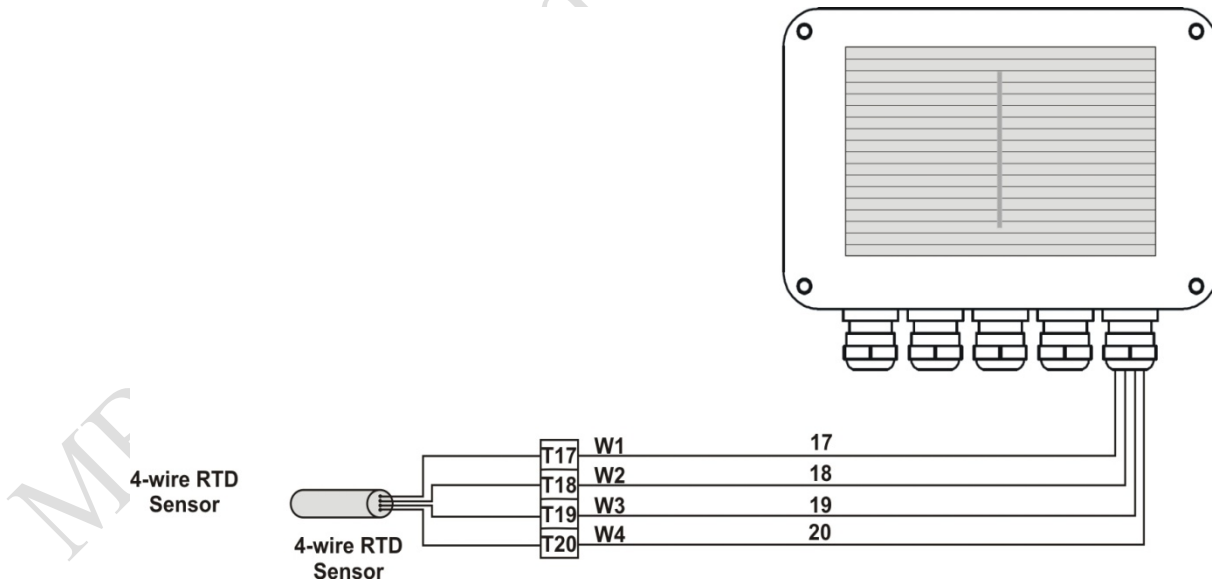 T17 W1 17
T18 W2 18
4-wire RTD
Sensor
T19 W3 19
T20 W4 20
4-wire RTD
Sensor